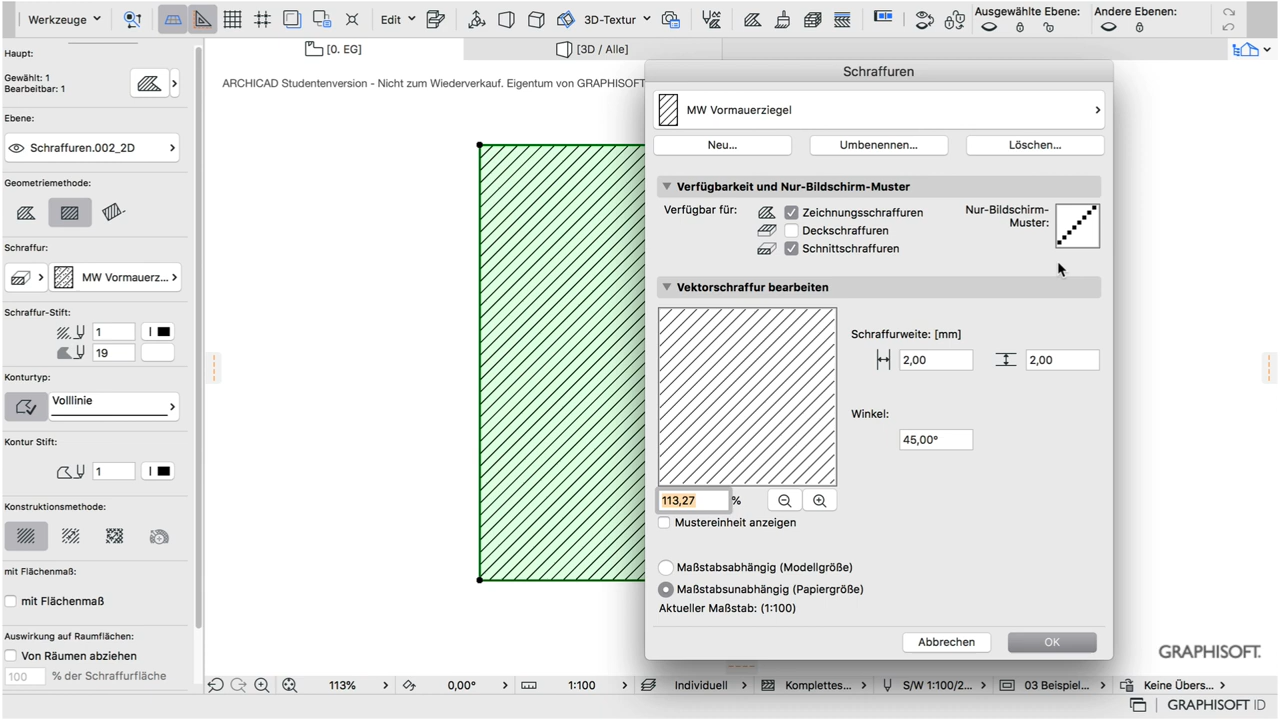 Werkzeuge
Edit
3D-Textur
Ausgewählte Ebene:
Andere Ebenen:
[0. EG]
[3D / Alle]
ARCHICAD Studentenversion - Nicht zum Wiederverkauf. Eigentum von GRAPHISOFT
Haupt:
Gewählt: 1
Bearbeitbar: 1
Ebene:
Schraffuren.002_2D
Geometriemethode:
Schraffur:
MW Vormauerz...
Schraffur-Stift:
1
19
Konturtyp:
Volllinie
Kontur Stift:
1
Konstruktionsmethode:
mit Flächenmaß:
mit Flächenmaß
Auswirkung auf Raumflächen:
Von Räumen abziehen
100 % der Schraffurfläche
Schraffuren
MW Vormauerziegel
Neu... Umbenennen... Löschen...
Verfügbarkeit und Nur-Bildschirm-Muster
Verfügbar für:
Zeichnungsschraffuren
Deckschraffuren
Schnittschraffuren
Nur-Bildschirm-
Muster:
Vektorschraffur bearbeiten
Schraffurweite: [mm]
2,00 2,00
Winkel:
45,00°
113,27 %
Mustereinheit anzeigen
Maßstabsabhängig (Modellgröße)
Maßstabsunabhängig (Papiergröße)
Aktueller Maßstab: (1:100)
Abbrechen OK
GRAPHISOFT.
113% 0,00° 1:100 Individuell Komplettes... S/W 1:100/2... 03 Beispiel... Keine Übers...
GRAPHISOFT ID